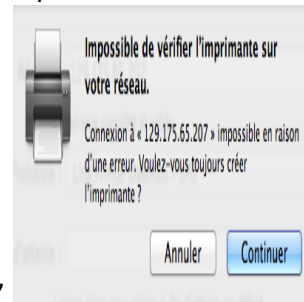 Impossible de vérifier l'imprimante sur
votre réseau.
Connexion à « 129.175.65.207 » impossible en raison
d'une erreur. Voulez-vous toujours créer
l'imprimante ?
Annuler
Continuer